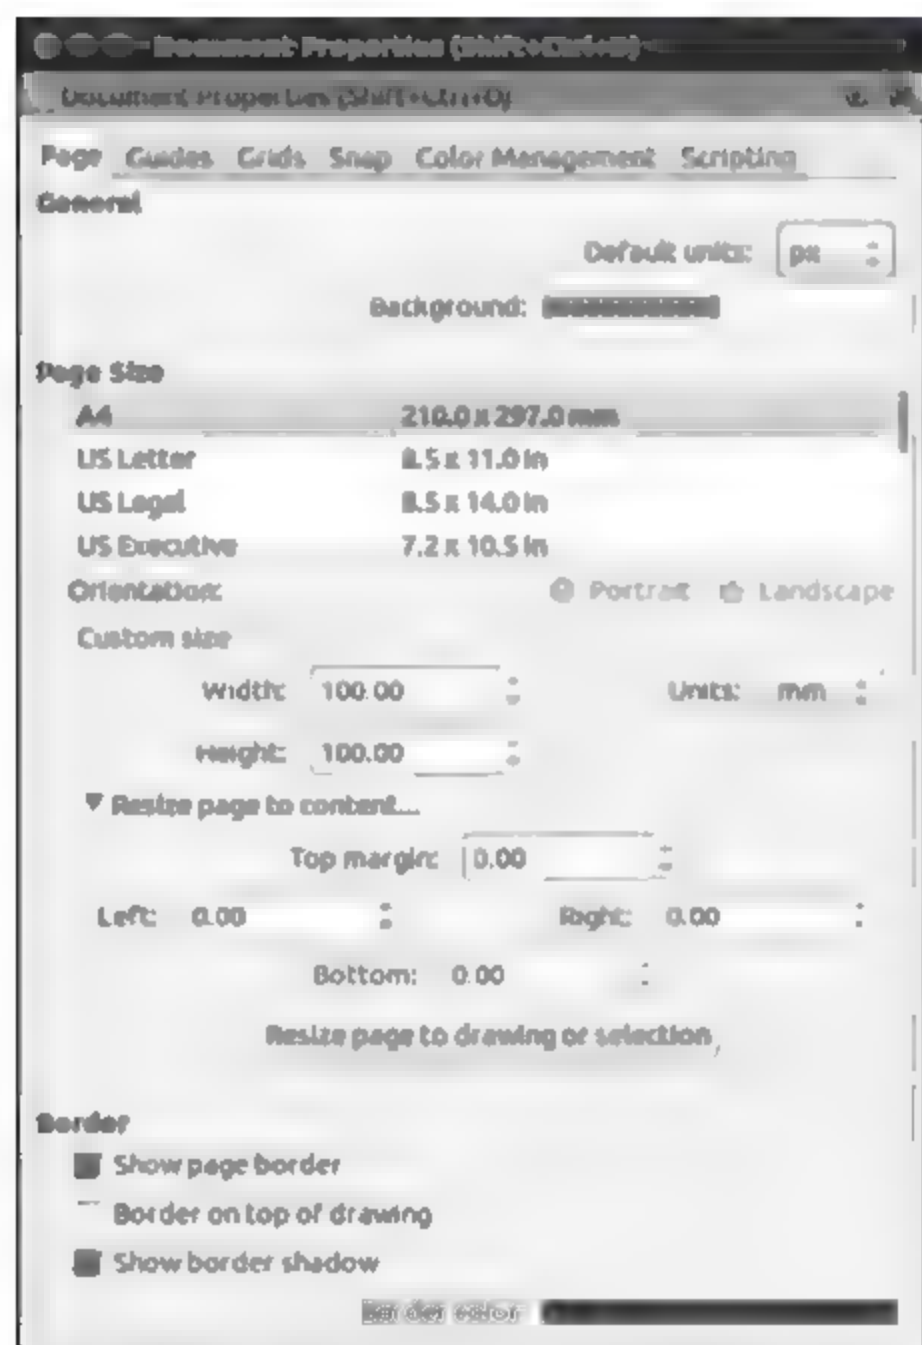 Document Properties (Shift+Ctrl+D)
Document Properties (Shift+Ctrl+D)
Page Guides Grids Snap Color Management Scripting
General
Default units: px
Background:
Page Size
A4 210.0 x 297.0 mm
US Letter 8.5 x 11.0 in
US Legal 8.5 x 14.0 in
US Executive 7.2 x 10.5 in
Orientation: Portrait Landscape
Custom size
Width: 100.00 Units: mm
Height: 100.00
Resize page to content...
Top margin: 0.00
Left: 0.00 Right: 0.00
Bottom: 0.00
Resize page to drawing or selection
Border
Show page border
Border on top of drawing
Show border shadow
Border color